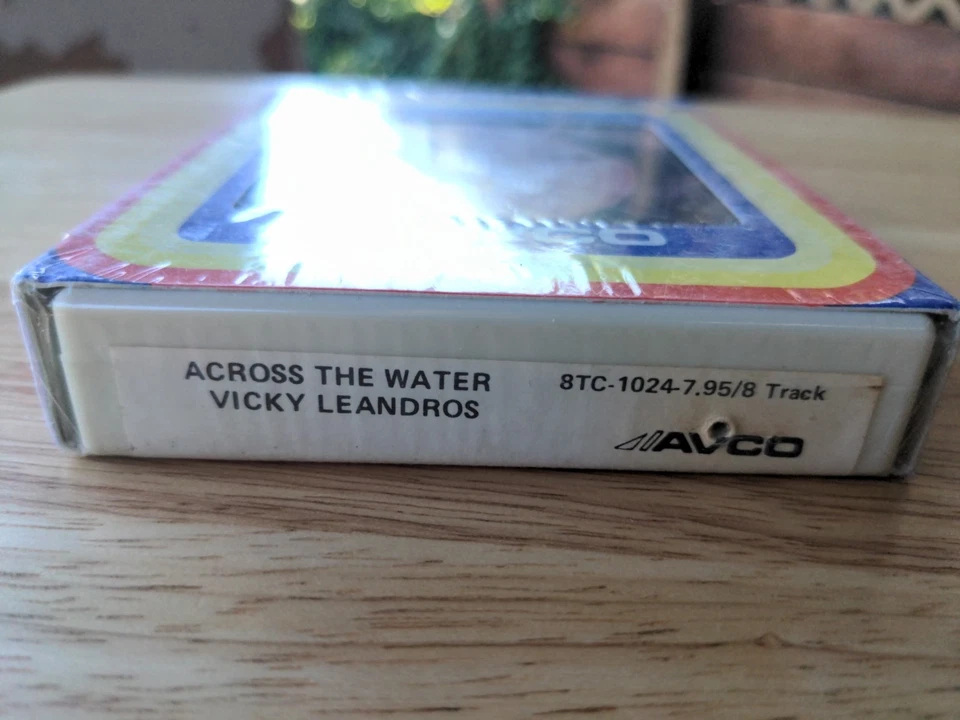 ACROSS THE WATER
VICKY LEANDROS
8TC-1024-7.95/8 Track
AVCO